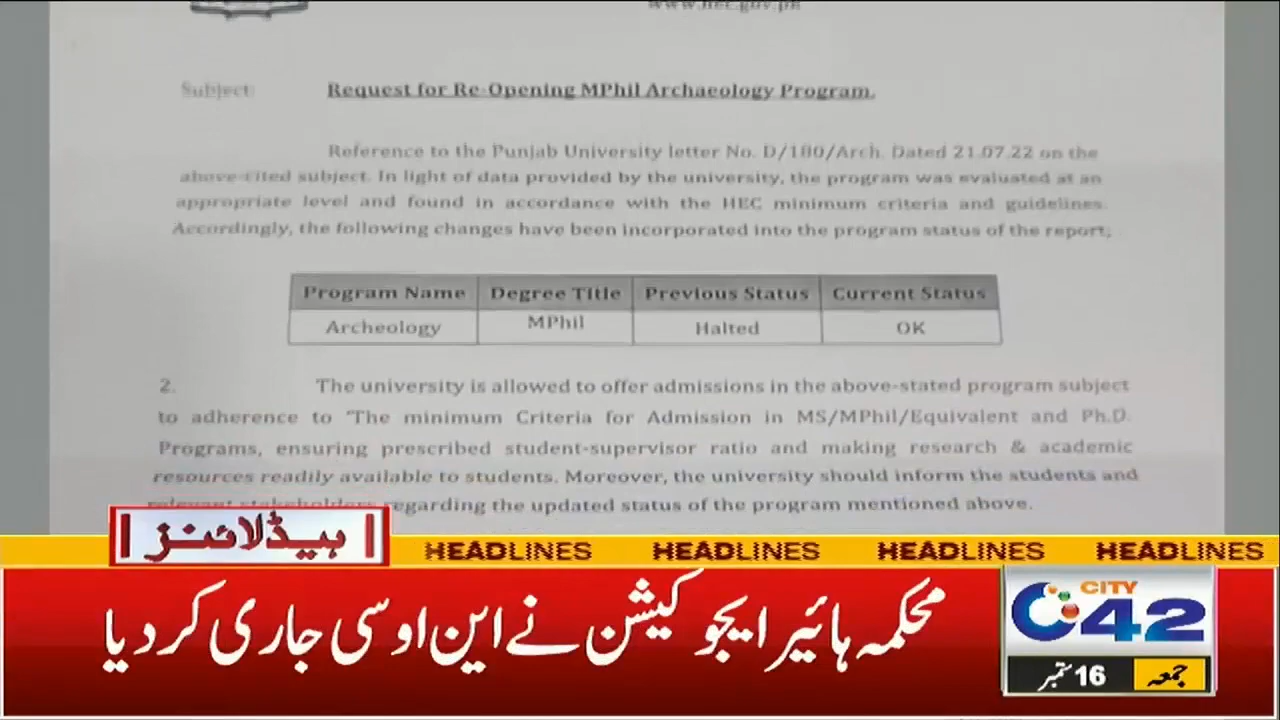 www.hec.gov.pk
Subject: Request for Re-Opening MPhil Archaeology Program.
Reference to the Punjab University letter No. D/180/Arch. Dated 21.07.22 on the
above-cited subject. In light of data provided by the university, the program was evaluated at an
appropriate level and found in accordance with the HEC minimum criteria and guidelines.
Accordingly, the following changes have been incorporated into the program status of the report;
Program Name Degree Title Previous Status Current Status
Archeology MPhil Halted OK
2. The university is allowed to offer admissions in the above-stated program subject
to adherence to 'The minimum Criteria for Admission in MS/MPhil/Equivalent and Ph.D.
Programs, ensuring prescribed student-supervisor ratio and making research & academic
resources readily available to students. Moreover, the university should inform the students and
relevant stakeholders regarding the updated status of the program mentioned above.
ہیڈلائنز
HEADLINES HEADLINES HEADLINES HEADLINES
محکمہ ہائیر ایجوکیشن نے این او سی جاری کردیا
CITY
42
جمعہ 16 ستمبر